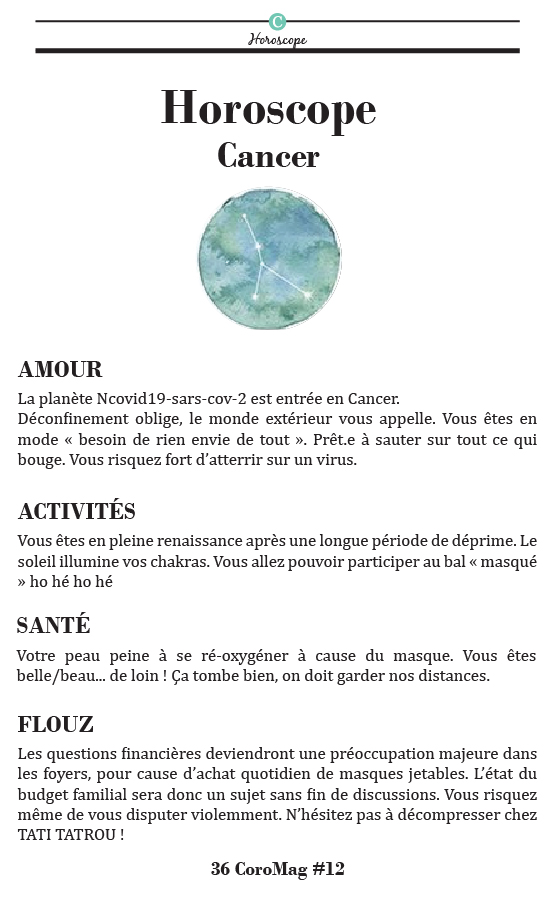 C
Horoscope
Horoscope
Cancer
AMOUR
La planète Ncovid19-sars-cov-2 est entrée en Cancer.
Déconfinement oblige, le monde extérieur vous appelle. Vous êtes en
mode « besoin de rien envie de tout ». Prêt.e à sauter sur tout ce qui
bouge. Vous risquez fort d’atterrir sur un virus.
ACTIVITÉS
Vous êtes en pleine renaissance après une longue période de déprime. Le
soleil illumine vos chakras. Vous allez pouvoir participer au bal « masqué
» ho hé ho hé
SANTÉ
Votre peau peine à se ré-oxygéner à cause du masque. Vous êtes
belle/beau... de loin ! Ça tombe bien, on doit garder nos distances.
FLOUZ
Les questions financières deviendront une préoccupation majeure dans
les foyers, pour cause d’achat quotidien de masques jetables. L’état du
budget familial sera donc un sujet sans fin de discussions. Vous risquez
même de vous disputer violemment. N’hésitez pas à décompresser chez
TATI TATROU !
36 CoroMag #12